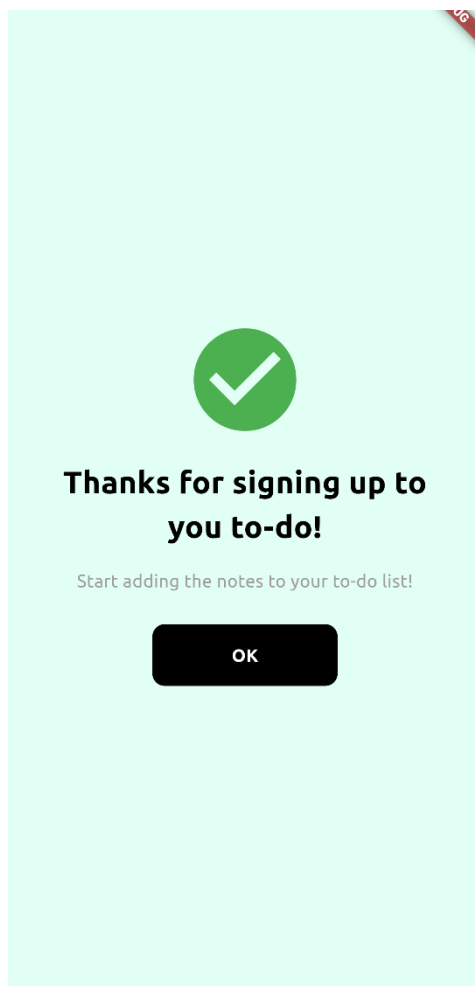 Thanks for signing up to
you to-do!
Start adding the notes to your to-do list!
OK